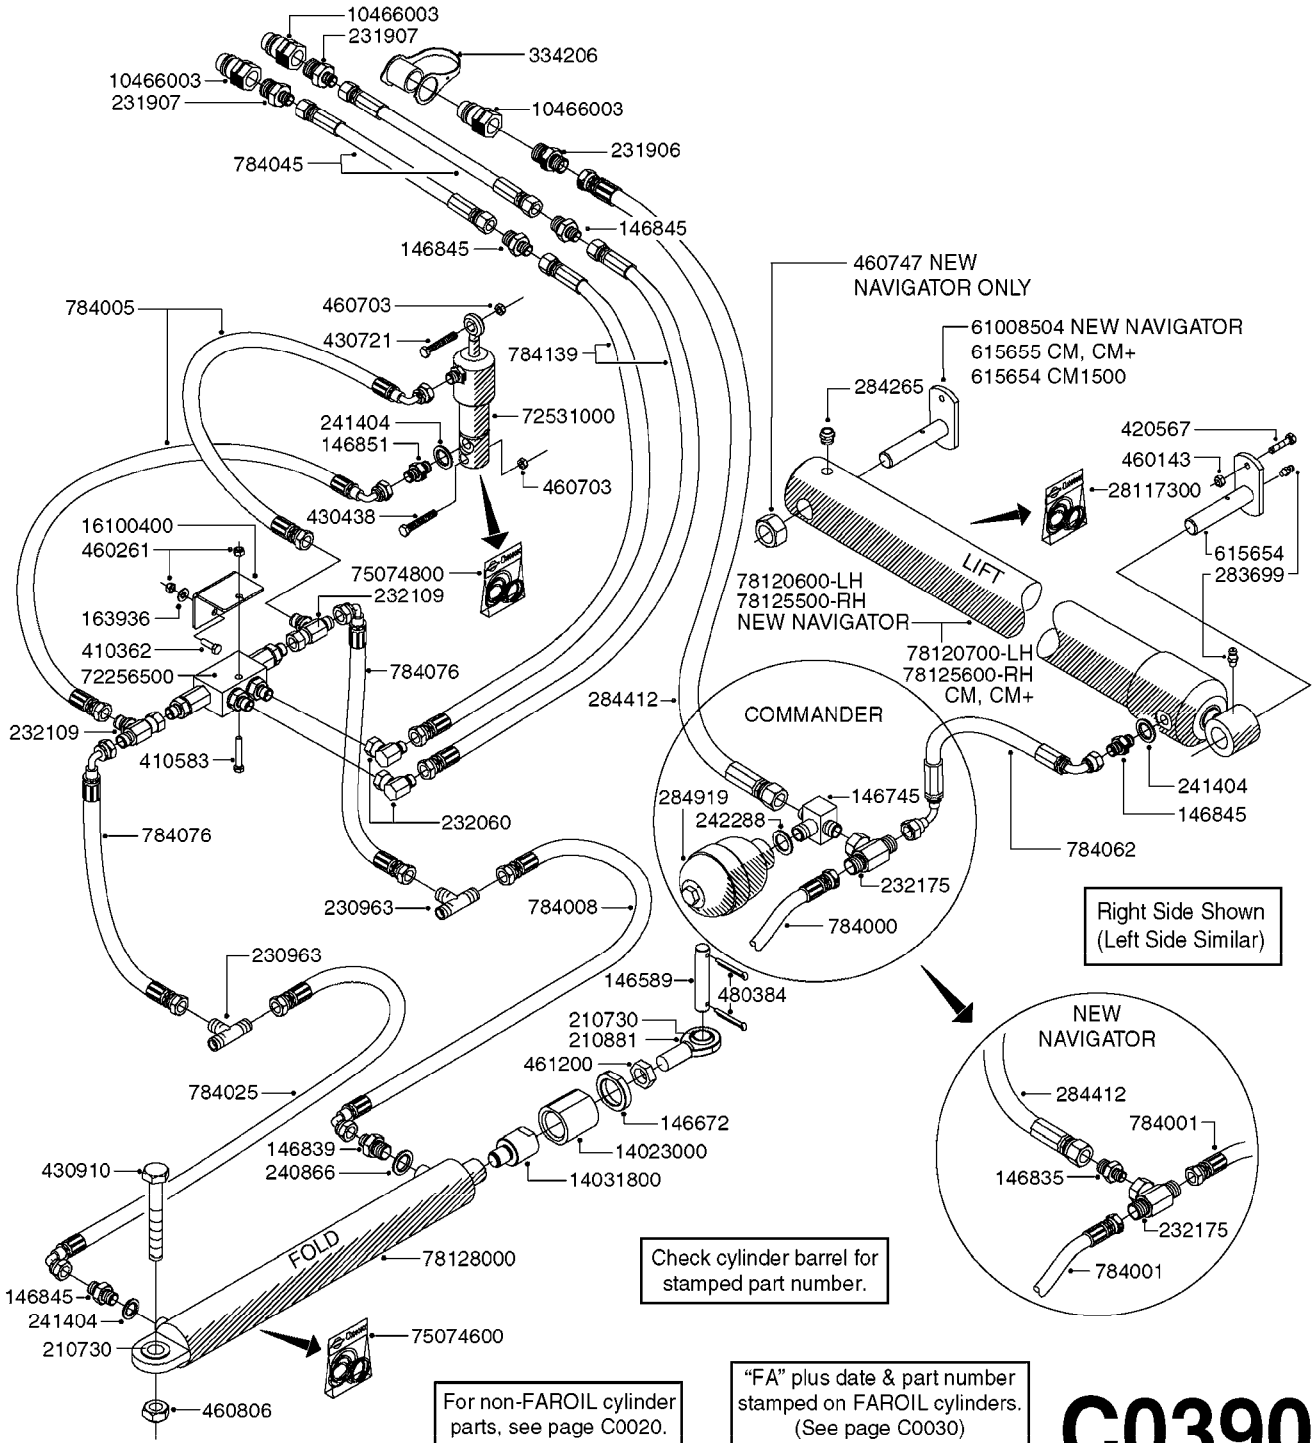 10466003
231907
334206
10466003
231907
10466003
231906
784045
146845
146845
460747 NEW
NAVIGATOR ONLY
784005
460703
430721
784139
61008504 NEW NAVIGATOR
615655 CM, CM+
615654 CM1500
284265
72531000
241404
146851
420567
460143
28117300
460703
430438
16100400
460261
LIFT
615654
283699
75074800
232109
78120600-LH
78125500-RH
NEW NAVIGATOR
163936
410362
72256500
784076
78120700-LH
78125600-RH
CM, CM+
284412
COMMANDER
232109
410583
241404
146845
284919
146745
242288
232060
784076
784062
232175
230963
784008
784000
Right Side Shown
(Left Side Similar)
230963
146589
480384
210730
210881
NEW
NAVIGATOR
461200
784025
284412
784001
146672
146839
240866
14023000
14031800
430910
146835
232175
FOLD
78128000
Check cylinder barrel for
stamped part number.
784001
146845
241404
210730
75074600
460806
For non-FAROIL cylinder
parts, see page C0020.
“FA” plus date & part number
stamped on FAROIL cylinders.
(See page C0030)
C0390